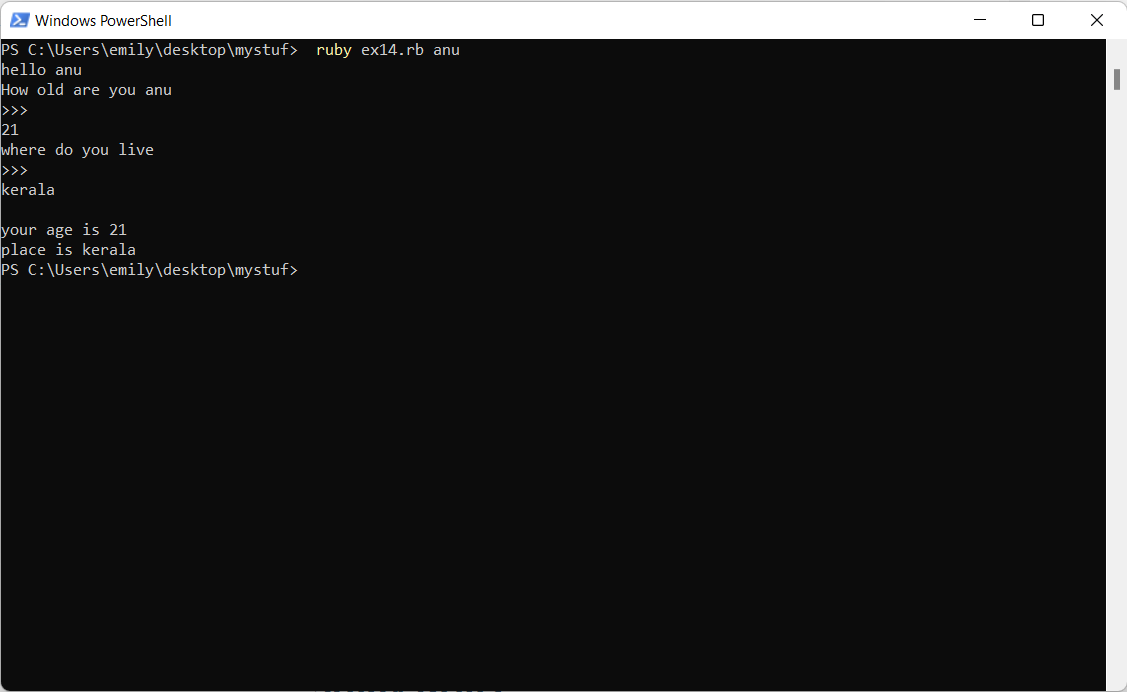 Windows PowerShell
PS C:\Users\emily\desktop\mystuf>  ruby ex14.rb anu
hello anu
How old are you anu
>>>
21
where do you live
>>>
kerala

your age is 21
place is kerala
PS C:\Users\emily\desktop\mystuf>